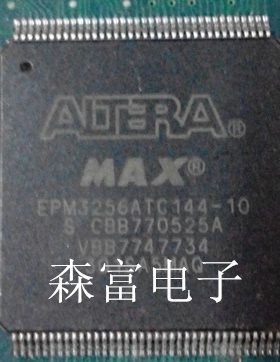 ALTERA®
MAX®
EPM3256ATC144-10
S CBB770525A
VBB7747734
森富电子